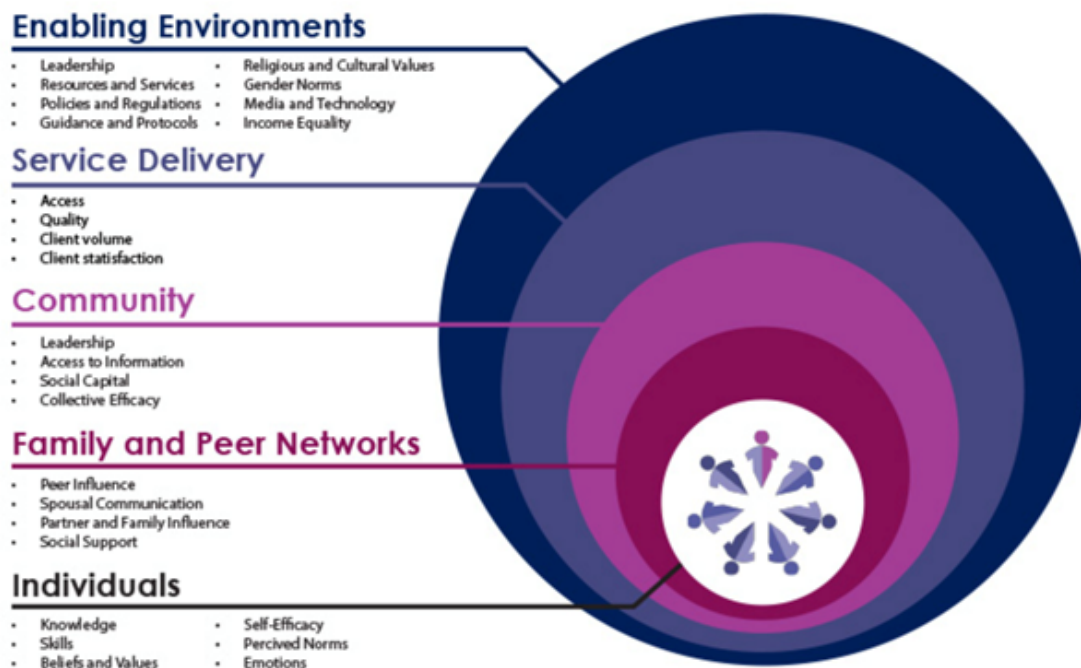 Enabling Environments
• Leadership
• Resources and Services
• Policies and Regulations
• Guidance and Protocols
• Religious and Cultural Values
• Gender Norms
• Media and Technology
• Income Equality
Service Delivery
• Access
• Quality
• Client volume
• Client statisfaction
Community
• Leadership
• Access to Information
• Social Capital
• Collective Efficacy
Family and Peer Networks
• Peer Influence
• Spousal Communication
• Partner and Family Influence
• Social Support
Individuals
• Knowledge
• Skills
• Beliefs and Values
• Self-Efficacy
• Percived Norms
• Emotions